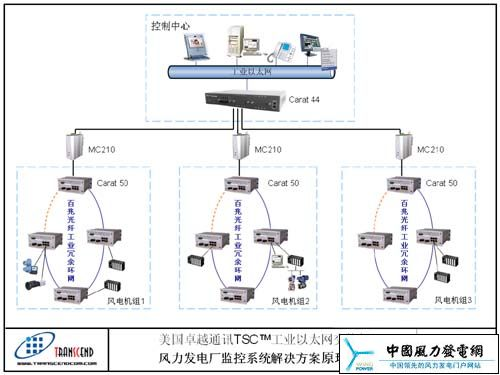 控制中心
工业以太网
Carat 44
MC210
MC210
MC210
Carat 50
Carat 50
Carat 50
百兆光纤工业冗余环网
百兆光纤工业冗余环网
百兆光纤工业冗余环网
风电机组1
风电机组2
风电机组3
TRANSCEND
WWW.TRANSCENDCOM.COM
美国卓越通讯TSC™工业以太网
风力发电厂监控系统解决方案原
WIND
POWER
中國風力發電網
中国领先的风力发电门户网站